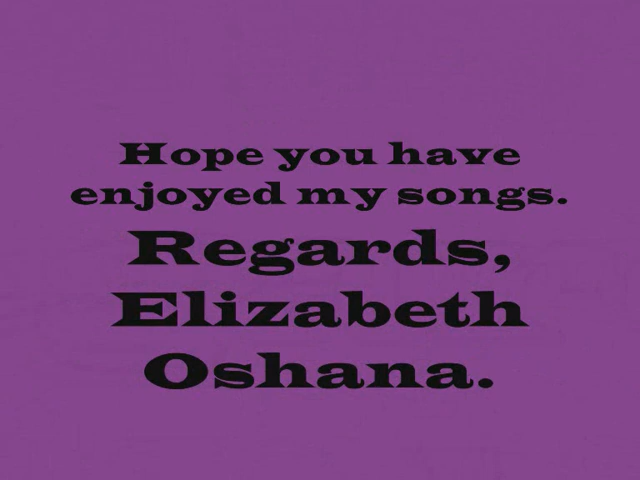 Hope you have
enjoyed my songs.
Regards,
Elizabeth
Oshana.